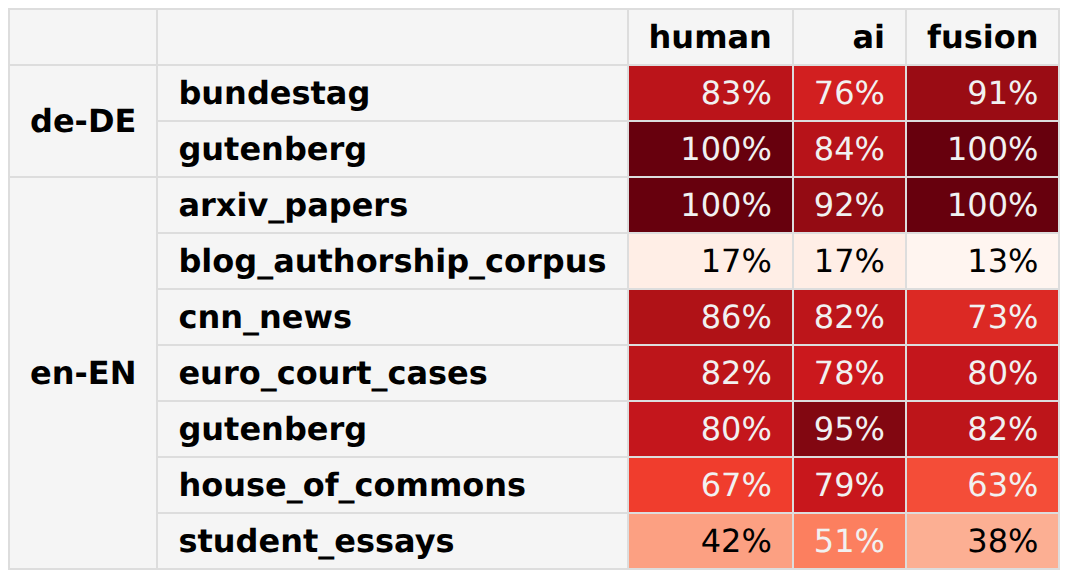 human ai fusion
de-DE bundestag 83% 76% 91%
gutenberg 100% 84% 100%
en-EN arxiv_papers 100% 92% 100%
blog_authorship_corpus 17% 17% 13%
cnn_news 86% 82% 73%
euro_court_cases 82% 78% 80%
gutenberg 80% 95% 82%
house_of_commons 67% 79% 63%
student_essays 42% 51% 38%